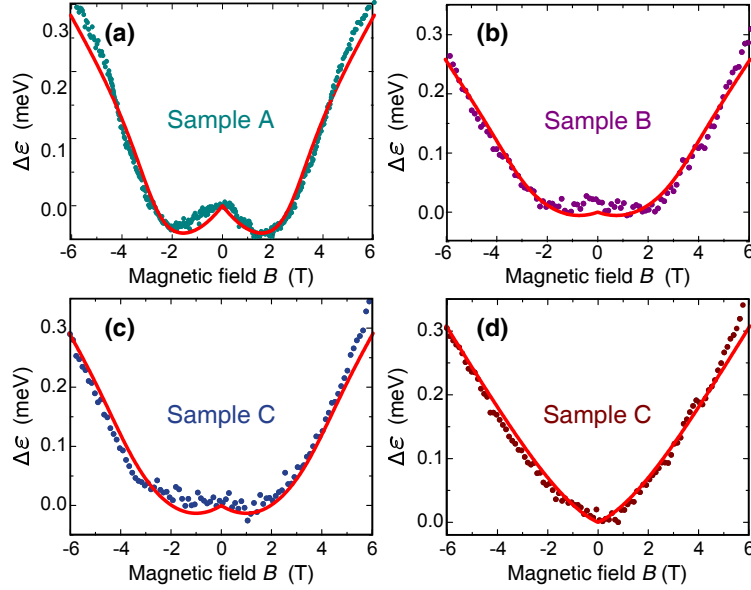 (a)
Sample A
Δε (meV)
0.3
0.2
0.1
0.0
-6 -4 -2 0 2 4 6
Magnetic field B (T)
(b)
Sample B
Δε (meV)
0.3
0.2
0.1
0.0
-6 -4 -2 0 2 4 6
Magnetic field B (T)
(c)
Sample C
Δε (meV)
0.3
0.2
0.1
0.0
-6 -4 -2 0 2 4 6
Magnetic field B (T)
(d)
Sample C
Δε (meV)
0.3
0.2
0.1
0.0
-6 -4 -2 0 2 4 6
Magnetic field B (T)